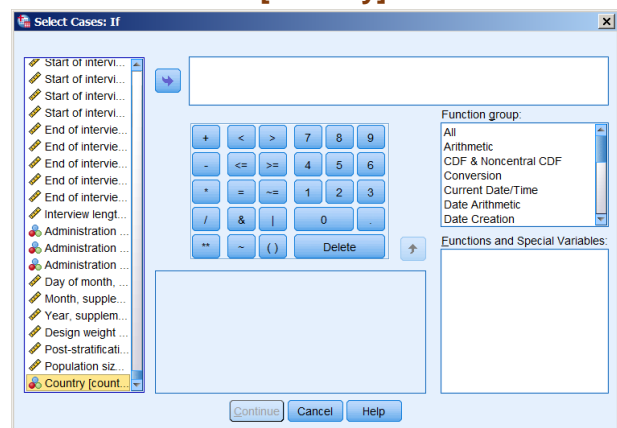 Select Cases: If
Start of intervi...
Start of intervi...
Start of intervi...
Start of intervi...
End of intervie...
End of intervie...
End of intervie...
End of intervie...
End of intervie...
Interview lengt...
Administration ...
Administration ...
Administration ...
Day of month, ...
Month, supple...
Year, supplem...
Design weight ...
Post-stratificati...
Population siz...
Country [count...
+ < > 7 8 9
- <= >= 4 5 6
* = ~= 1 2 3
/ & | 0 .
** ~ ( ) Delete
Function group:
All
Arithmetic
CDF & Noncentral CDF
Conversion
Current Date/Time
Date Arithmetic
Date Creation
Functions and Special Variables:
Continue Cancel Help